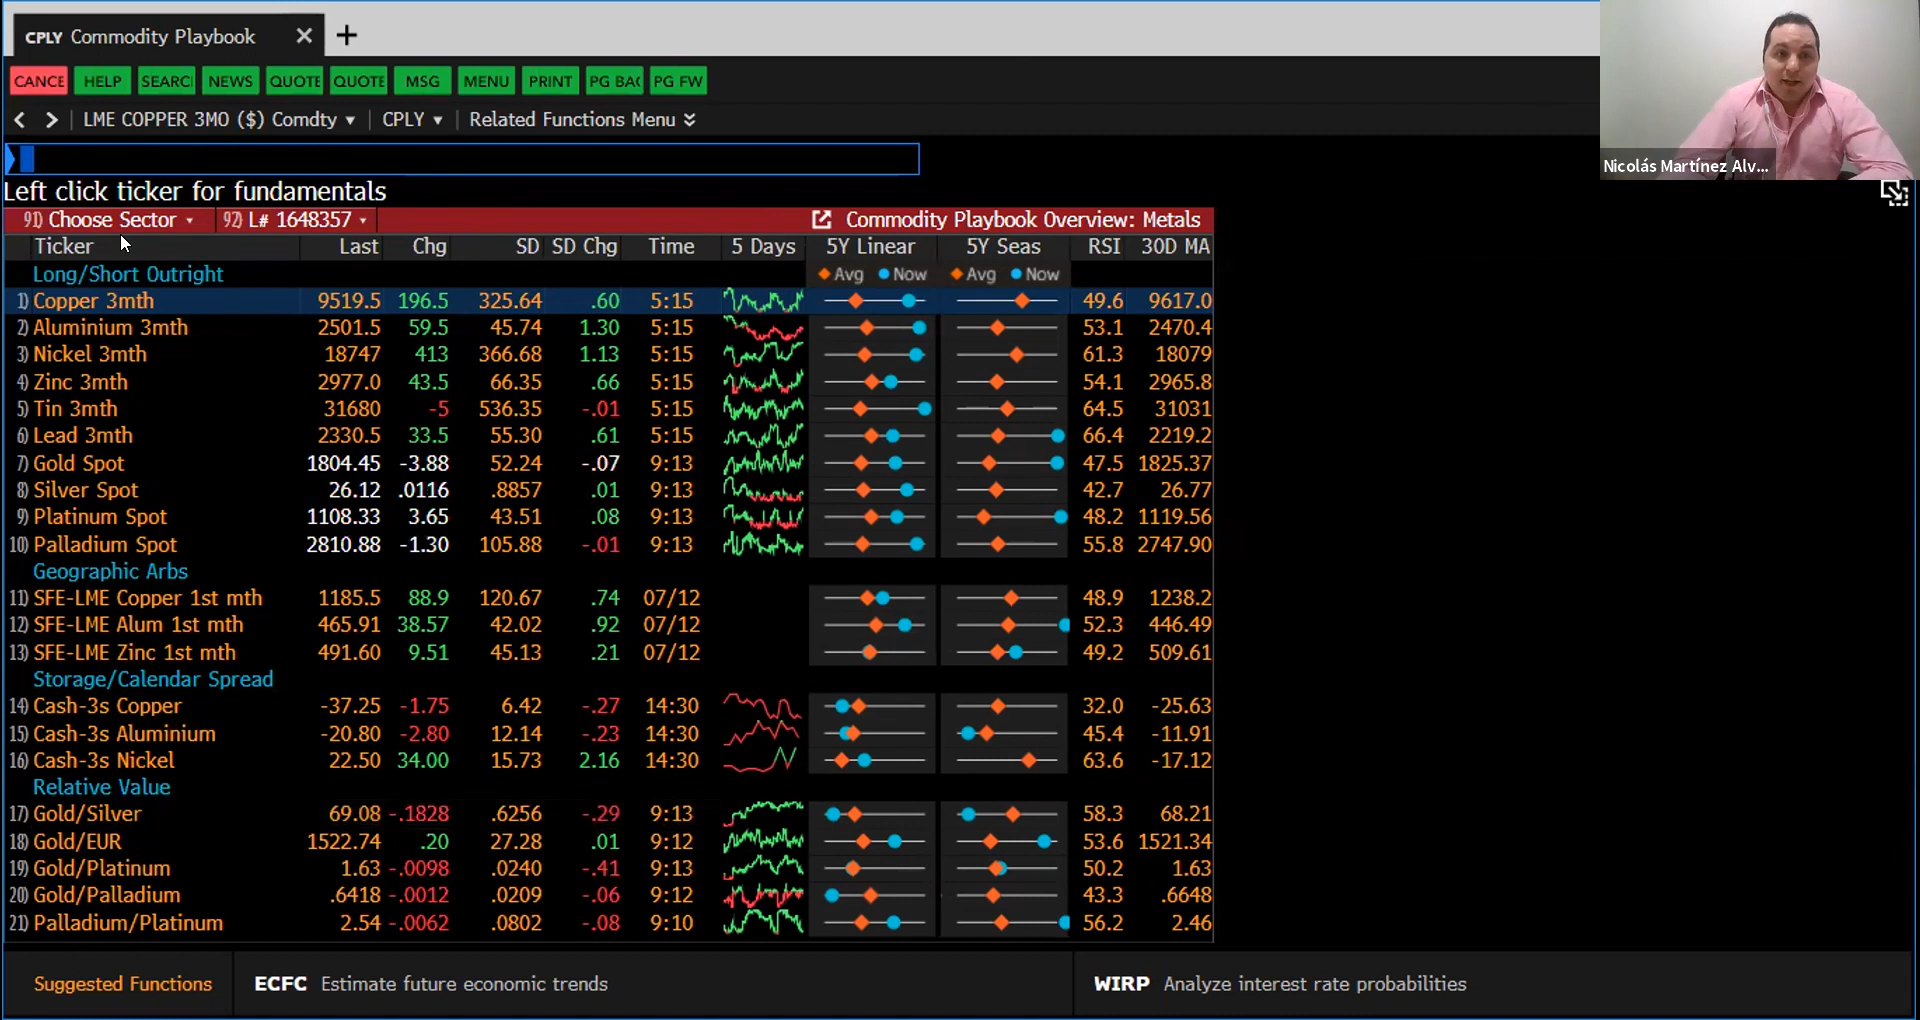 CPLY Commodity Playbook
CANCE HELP SEARC NEWS QUOTE QUOTE MSG MENU PRINT PG BAC PG FW
LME COPPER 3MO ($) Comdty CPLY Related Functions Menu
Nicolás Martínez Alv...
Left click ticker for fundamentals
91) Choose Sector 92) L# 1648357 Commodity Playbook Overview: Metals
Ticker Last Chg SD SD Chg Time 5 Days 5Y Linear 5Y Seas RSI 30D MA
Long/Short Outright Avg Now Avg Now
1) Copper 3mth 9519.5 196.5 325.64 .60 5:15 49.6 9617.0
2) Aluminium 3mth 2501.5 59.5 45.74 1.30 5:15 53.1 2470.4
3) Nickel 3mth 18747 413 366.68 1.13 5:15 61.3 18079
4) Zinc 3mth 2977.0 43.5 66.35 .66 5:15 54.1 2965.8
5) Tin 3mth 31680 -5 536.35 -.01 5:15 64.5 31031
6) Lead 3mth 2330.5 33.5 55.30 .61 5:15 66.4 2219.2
7) Gold Spot 1804.45 -3.88 52.24 -.07 9:13 47.5 1825.37
8) Silver Spot 26.12 .0116 .8857 .01 9:13 42.7 26.77
9) Platinum Spot 1108.33 3.65 43.51 .08 9:13 48.2 1119.56
10) Palladium Spot 2810.88 -1.30 105.88 -.01 9:13 55.8 2747.90
Geographic Arbs
11) SFE-LME Copper 1st mth 1185.5 88.9 120.67 .74 07/12 48.9 1238.2
12) SFE-LME Alum 1st mth 465.91 38.57 42.02 .92 07/12 52.3 446.49
13) SFE-LME Zinc 1st mth 491.60 9.51 45.13 .21 07/12 49.2 509.61
Storage/Calendar Spread
14) Cash-3s Copper -37.25 -1.75 6.42 -.27 14:30 32.0 -25.63
15) Cash-3s Aluminium -20.80 -2.80 12.14 -.23 14:30 45.4 -11.91
16) Cash-3s Nickel 22.50 34.00 15.73 2.16 14:30 63.6 -17.12
Relative Value
17) Gold/Silver 69.08 -.1828 .6256 -.29 9:13 58.3 68.21
18) Gold/EUR 1522.74 .20 27.28 .01 9:12 53.6 1521.34
19) Gold/Platinum 1.63 -.0098 .0240 -.41 9:13 50.2 1.63
20) Gold/Palladium .6418 -.0012 .0209 -.06 9:12 43.3 .6648
21) Palladium/Platinum 2.54 -.0062 .0802 -.08 9:10 56.2 2.46
Suggested Functions ECFC Estimate future economic trends WIRP Analyze interest rate probabilities